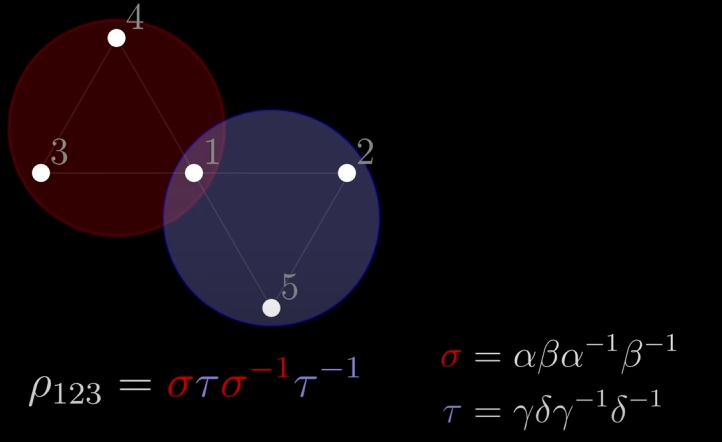 4
3 1 2
5
ρ₁₂₃ = στσ⁻¹τ⁻¹
σ = αβα⁻¹β⁻¹
τ = γδγ⁻¹δ⁻¹